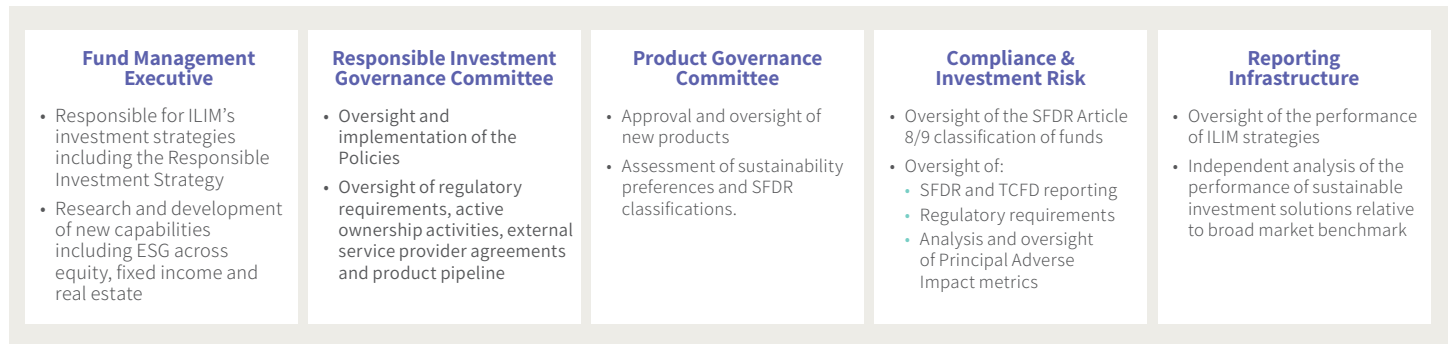 Fund Management
Executive
• Responsible for ILIM’s
investment strategies
including the Responsible
Investment Strategy
• Research and development
of new capabilities
including ESG across
equity, fixed income and
real estate
Responsible Investment
Governance Committee
• Oversight and
implementation of the
Policies
• Oversight of regulatory
requirements, active
ownership activities, external
service provider agreements
and product pipeline
Product Governance
Committee
• Approval and oversight of
new products
• Assessment of sustainability
preferences and SFDR
classifications.
Compliance &
Investment Risk
• Oversight of the SFDR Article
8/9 classification of funds
• Oversight of:
• SFDR and TCFD reporting
• Regulatory requirements
• Analysis and oversight
of Principal Adverse
Impact metrics
Reporting
Infrastructure
• Oversight of the performance
of ILIM strategies
• Independent analysis of the
performance of sustainable
investment solutions relative
to broad market benchmark